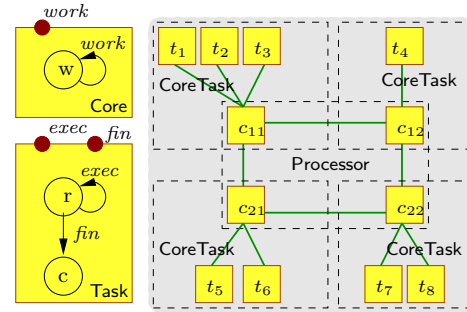 work
work
w
Core
exec
fin
exec
r
fin
c
Task
t1 t2 t3 t4
CoreTask CoreTask
c11 c12
Processor
c21 c22
CoreTask CoreTask
t5 t6 t7 t8